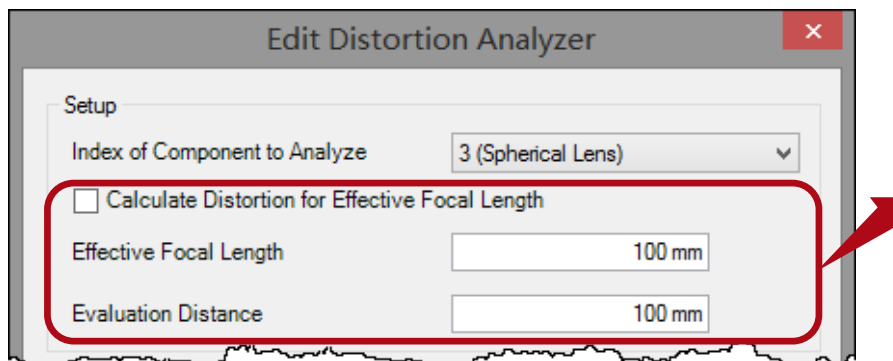 Edit Distortion Analyzer
Setup
Index of Component to Analyze 3 (Spherical Lens)
Calculate Distortion for Effective Focal Length
Effective Focal Length 100 mm
Evaluation Distance 100 mm